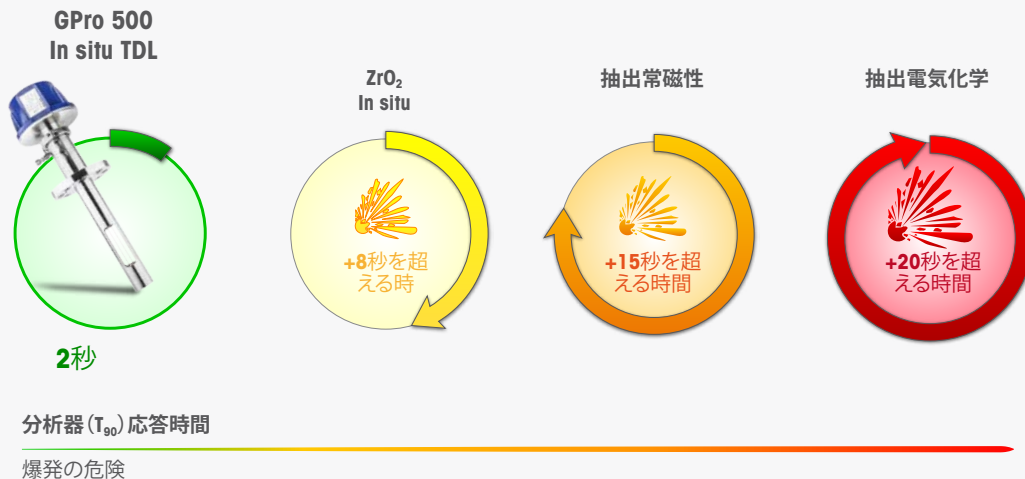 GPro 500
In situ TDL
ZrO₂
In situ
抽出常磁性
抽出電気化学
+8秒を超
える時
+15秒を超
える時間
+20秒を超
える時間
2秒
分析器（T₉₀）応答時間
爆発の危険